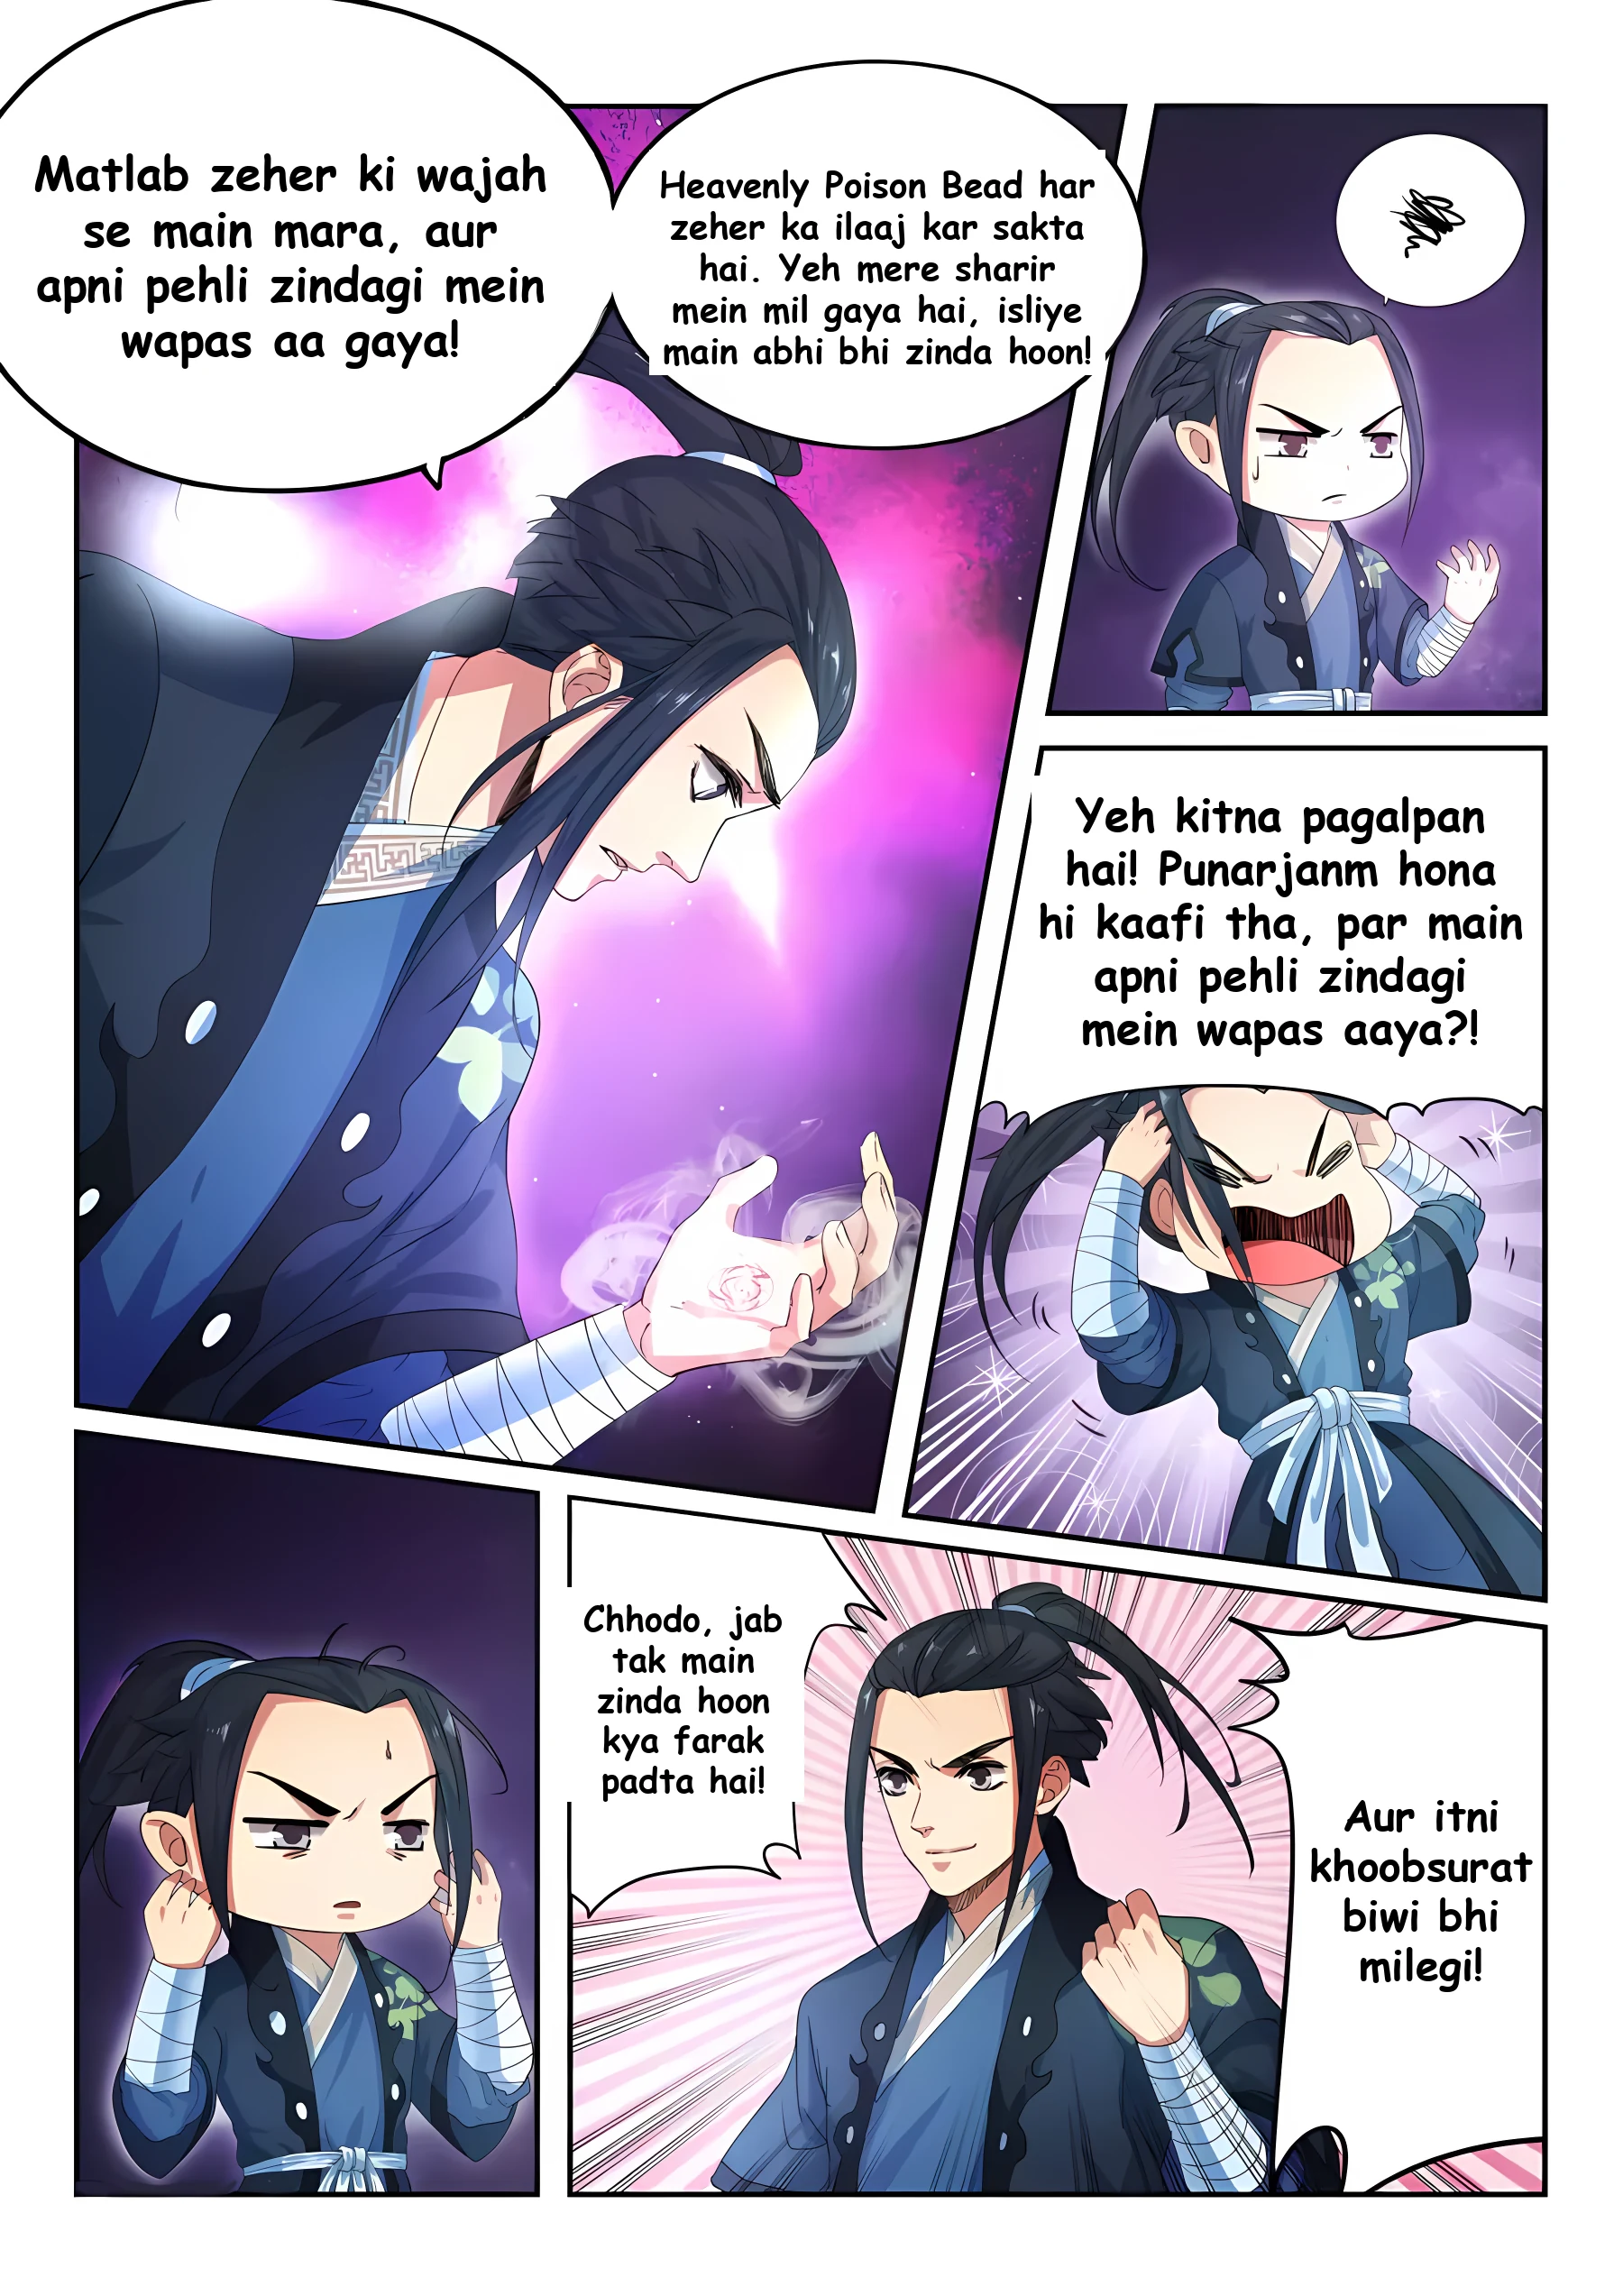 Matlab zeher ki wajah
se main mara, aur
apni pehli zindagi mein
wapas aa gaya!
Heavenly Poison Bead har
zeher ka ilaaj kar sakta
hai. Yeh mere sharir
mein mil gaya hai, isliye
main abhi bhi zinda hoon!
Yeh kitna pagalpan
hai! Punarjanm hona
hi kaafi tha, par main
apni pehli zindagi
mein wapas aaya?!
Chhodo, jab
tak main
zinda hoon
kya farak
padta hai!
Aur itni
khoobsurat
biwi bhi
milegi!